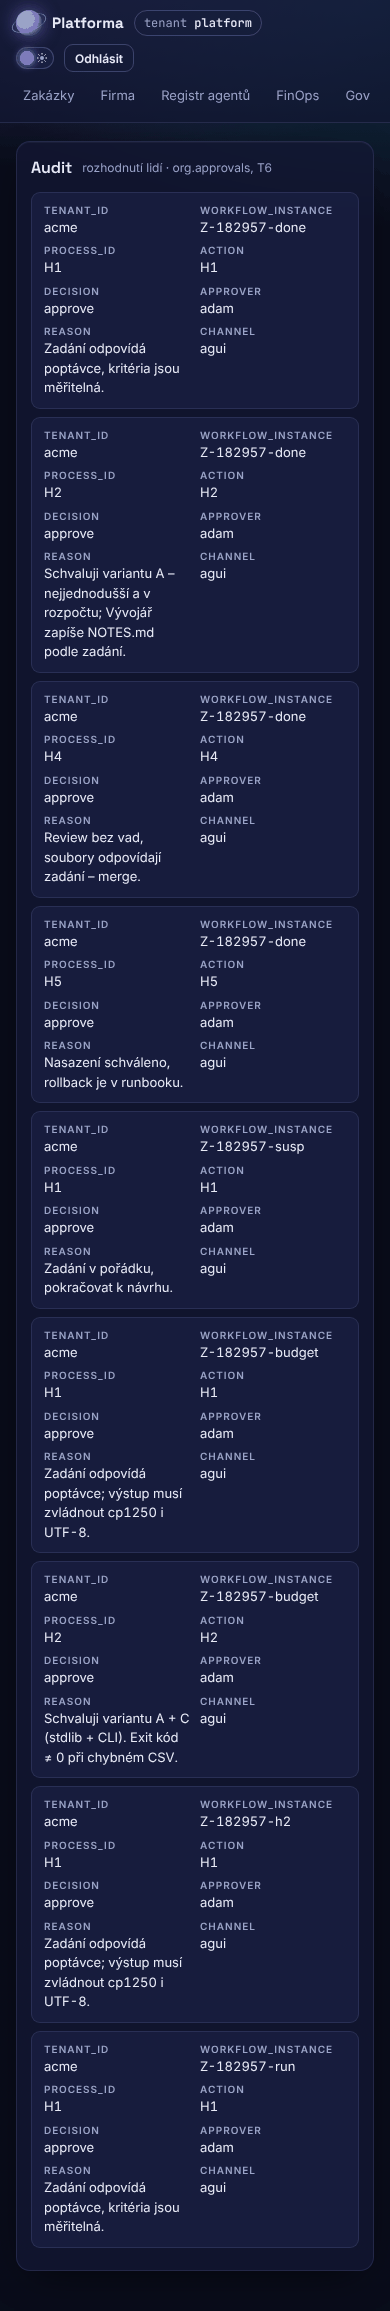 Platforma
tenant platform
Odhlásit
Zakázky Firma Registr agentů FinOps Gov
Audit rozhodnutí lidí · org.approvals, T6
TENANT_ID WORKFLOW_INSTANCE
acme Z-182957-done
PROCESS_ID ACTION
H1 H1
DECISION APPROVER
approve adam
REASON CHANNEL
Zadání odpovídá agui
poptávce, kritéria jsou
měřitelná.
TENANT_ID WORKFLOW_INSTANCE
acme Z-182957-done
PROCESS_ID ACTION
H2 H2
DECISION APPROVER
approve adam
REASON CHANNEL
Schvaluji variantu A – agui
nejjednodušší a v
rozpočtu; Vývojář
zapíše NOTES.md
podle zadání.
TENANT_ID WORKFLOW_INSTANCE
acme Z-182957-done
PROCESS_ID ACTION
H4 H4
DECISION APPROVER
approve adam
REASON CHANNEL
Review bez vad, agui
soubory odpovídají
zadání – merge.
TENANT_ID WORKFLOW_INSTANCE
acme Z-182957-done
PROCESS_ID ACTION
H5 H5
DECISION APPROVER
approve adam
REASON CHANNEL
Nasazení schváleno, agui
rollback je v runbooku.
TENANT_ID WORKFLOW_INSTANCE
acme Z-182957-susp
PROCESS_ID ACTION
H1 H1
DECISION APPROVER
approve adam
REASON CHANNEL
Zadání v pořádku, agui
pokračovat k návrhu.
TENANT_ID WORKFLOW_INSTANCE
acme Z-182957-budget
PROCESS_ID ACTION
H1 H1
DECISION APPROVER
approve adam
REASON CHANNEL
Zadání odpovídá agui
poptávce; výstup musí
zvládnout cp1250 i
UTF-8.
TENANT_ID WORKFLOW_INSTANCE
acme Z-182957-budget
PROCESS_ID ACTION
H2 H2
DECISION APPROVER
approve adam
REASON CHANNEL
Schvaluji variantu A + C agui
(stdlib + CLI). Exit kód
≠ 0 při chybném CSV.
TENANT_ID WORKFLOW_INSTANCE
acme Z-182957-h2
PROCESS_ID ACTION
H1 H1
DECISION APPROVER
approve adam
REASON CHANNEL
Zadání odpovídá agui
poptávce; výstup musí
zvládnout cp1250 i
UTF-8.
TENANT_ID WORKFLOW_INSTANCE
acme Z-182957-run
PROCESS_ID ACTION
H1 H1
DECISION APPROVER
approve adam
REASON CHANNEL
Zadání odpovídá agui
poptávce, kritéria jsou
měřitelná.